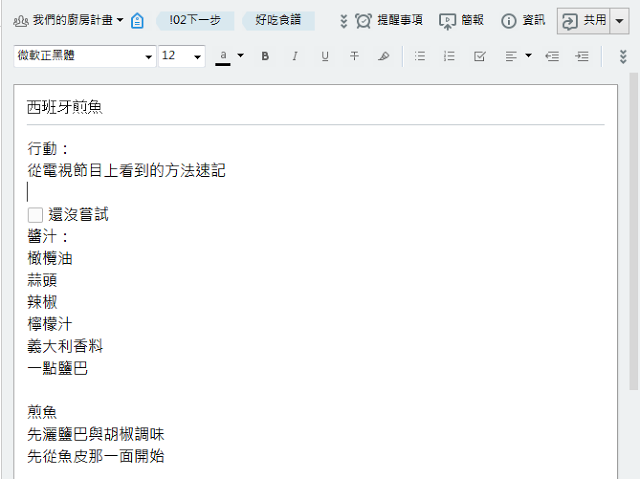 我們的廚房計畫 !02下一步 好吃食譜 提醒事項 簡報 資訊 共用
微軟正黑體 12 a B I U T
西班牙煎魚
行動：
從電視節目上看到的方法速記
還沒嘗試
醬汁：
橄欖油
蒜頭
辣椒
檸檬汁
義大利香料
一點鹽巴
煎魚
先灑鹽巴與胡椒調味
先從魚皮那一面開始